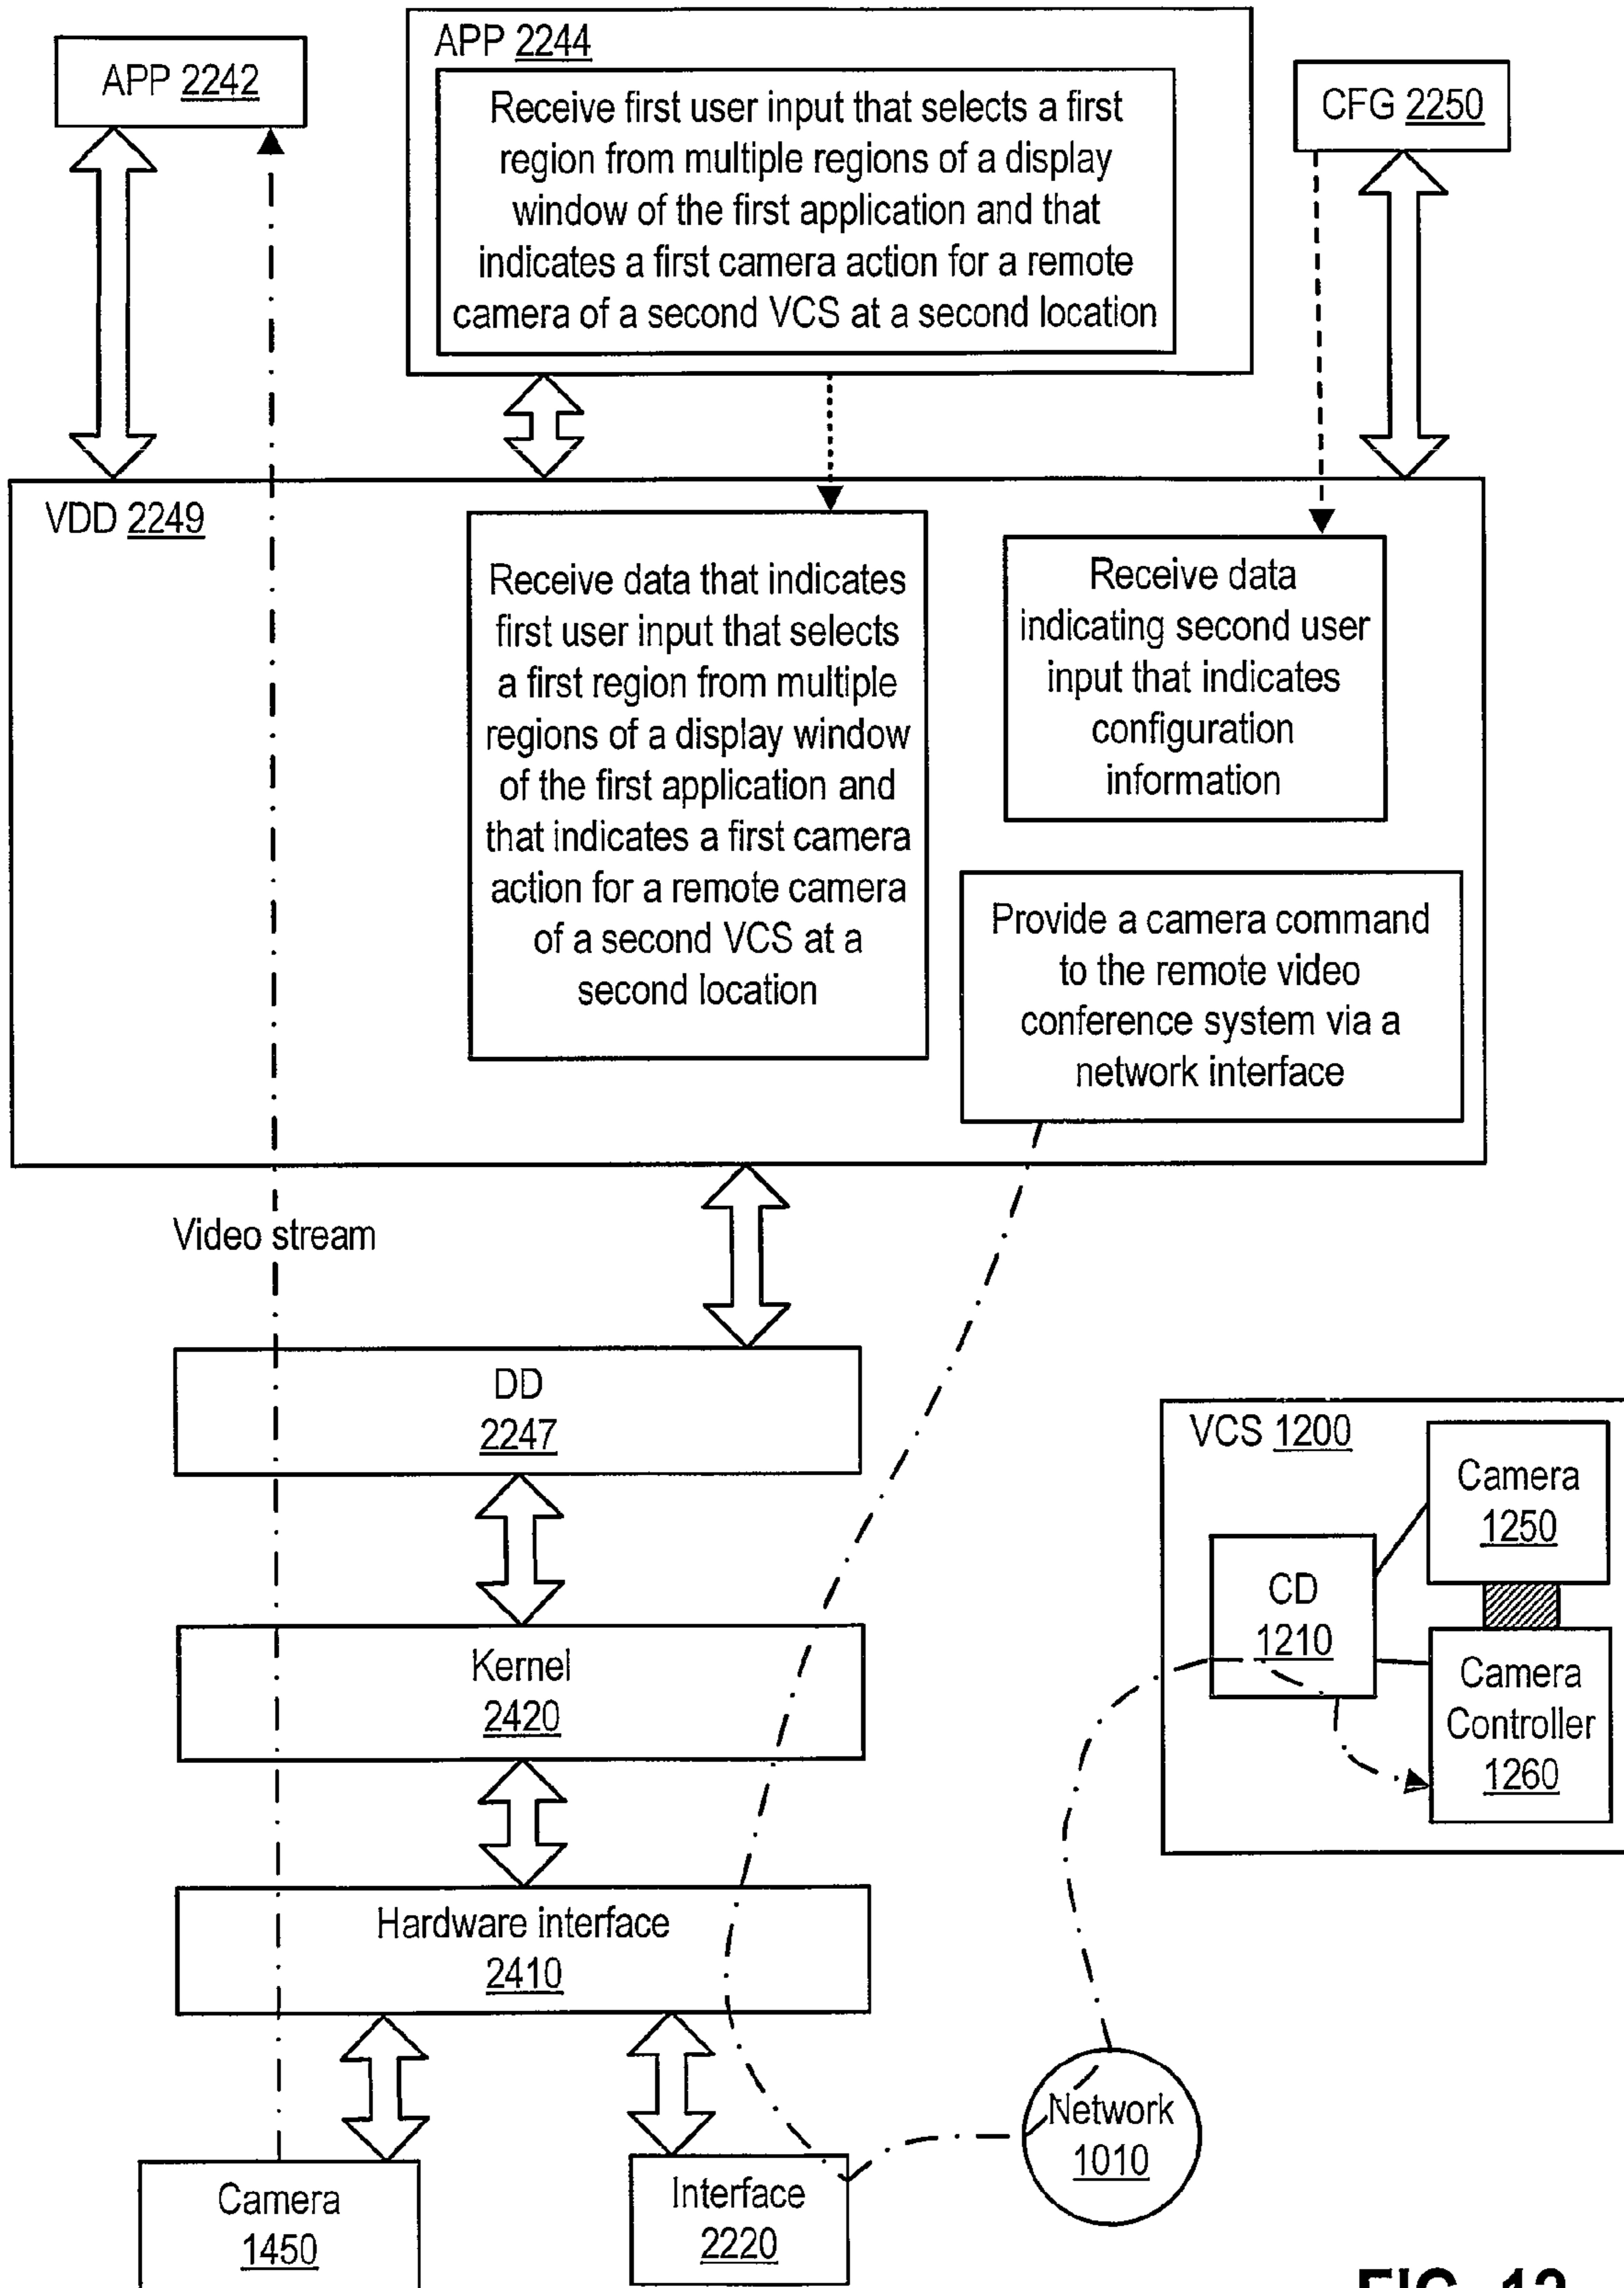 APP 2242
APP 2244
Receive first user input that selects a first
region from multiple regions of a display
window of the first application and that
indicates a first camera action for a remote
camera of a second VCS at a second location
CFG 2250
VDD 2249
Receive data that indicates
first user input that selects
a first region from multiple
regions of a display window
of the first application and
that indicates a first camera
action for a remote camera
of a second VCS at a
second location
Receive data
indicating second user
input that indicates
configuration
information
Provide a camera command
to the remote video
conference system via a
network interface
Video stream
DD
2247
VCS 1200
Camera
1250
CD
1210
Camera
Controller
1260
Kernel
2420
Hardware interface
2410
Network
1010
Camera
1450
Interface
2220